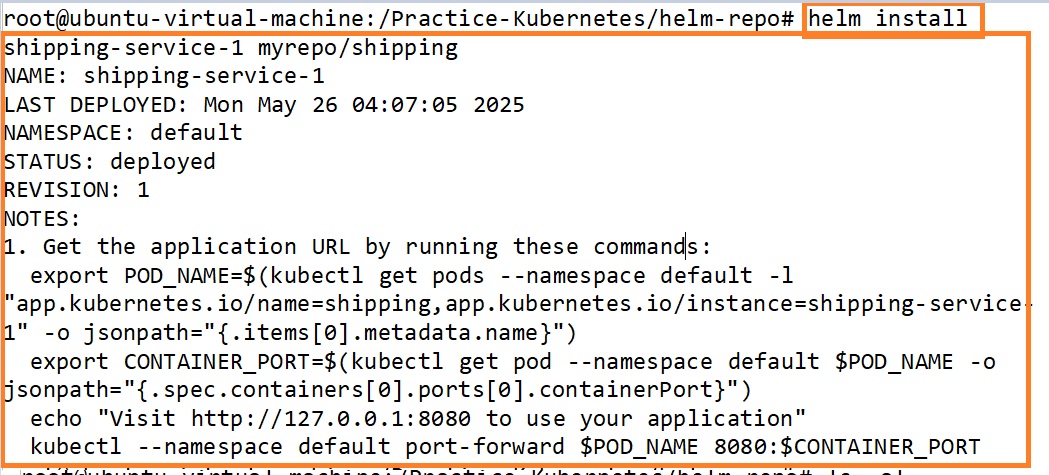 root@ubuntu-virtual-machine:/Practice-Kubernetes/helm-repo# helm install
shipping-service-1 myrepo/shipping
NAME: shipping-service-1
LAST DEPLOYED: Mon May 26 04:07:05 2025
NAMESPACE: default
STATUS: deployed
REVISION: 1
NOTES:
1. Get the application URL by running these commands:
  export POD_NAME=$(kubectl get pods --namespace default -l
"app.kubernetes.io/name=shipping,app.kubernetes.io/instance=shipping-service-
1" -o jsonpath="{.items[0].metadata.name}")
  export CONTAINER_PORT=$(kubectl get pod --namespace default $POD_NAME -o
jsonpath="{.spec.containers[0].ports[0].containerPort}")
  echo "Visit http://127.0.0.1:8080 to use your application"
  kubectl --namespace default port-forward $POD_NAME 8080:$CONTAINER_PORT